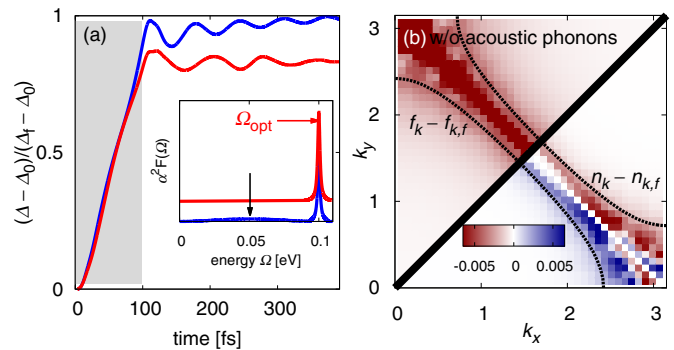 (a)
(Δ − Δ₀)/(Δf − Δ₀)
1
0.5
0
0
100
200
300
time [fs]
Ωopt
α²F(Ω)
0
0.05
0.1
energy Ω [eV]
(b) w/o acoustic phonons
ky
3
2
1
0
fk − fk,f
nk − nk,f
-0.005
0
0.005
0
1
2
3
kx